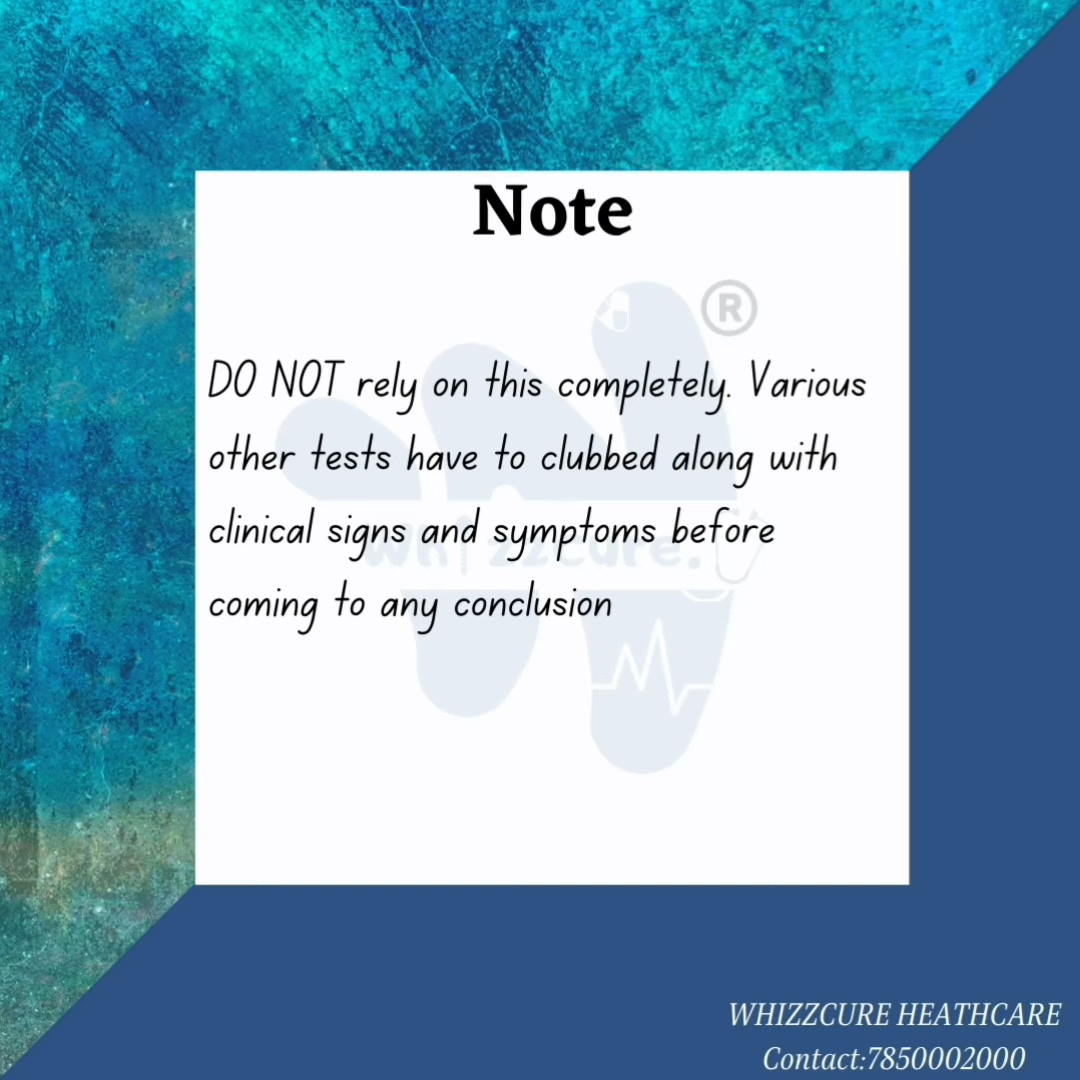 Note
®
DO NOT rely on this completely. Various
other tests have to clubbed along with
clinical signs and symptoms before
coming to any conclusion
whizzcure.
WHIZZCURE HEATHCARE
Contact:7850002000